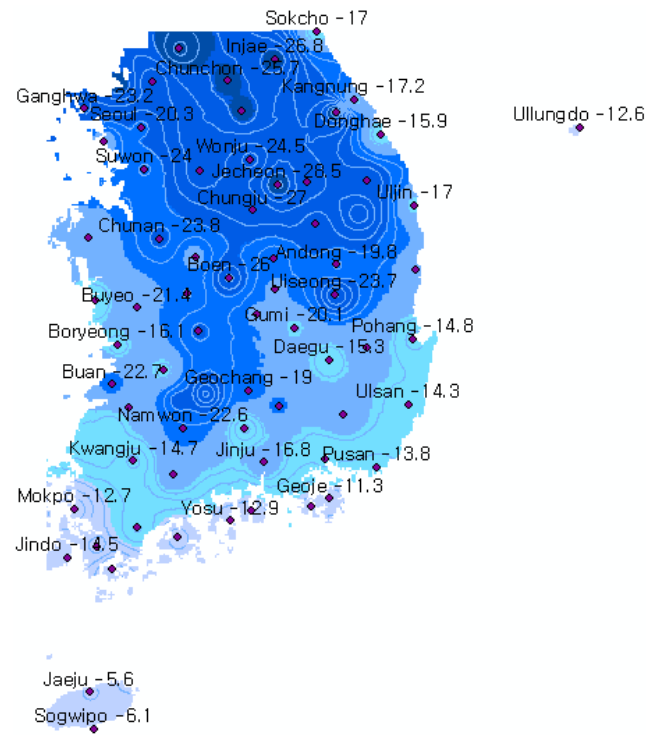 Sokcho -17
Injae -26.8
Chunchon -25.7
Kangnung -17.2
Ganghwa -23.2
Seoul -20.3
Donghae -15.9
Ullungdo -12.6
Wonju -24.5
Suwon -24
Jecheon -28.5
Chungju -27
Uljin -17
Chunan -23.8
Andong -19.8
Boen -26
Uiseong -23.7
Buyeo -21.4
Gumi -20.1
Boryeong -16.1
Pohang -14.8
Daegu -15.3
Buan -22.7
Geochang -19
Ulsan -14.3
Namwon -22.6
Kwangju -14.7
Jinju -16.8
Pusan -13.8
Geoje -11.3
Mokpo -12.7
Yosu -12.9
Jindo -14.5
Jaeju -5.6
Sogwipo -6.1